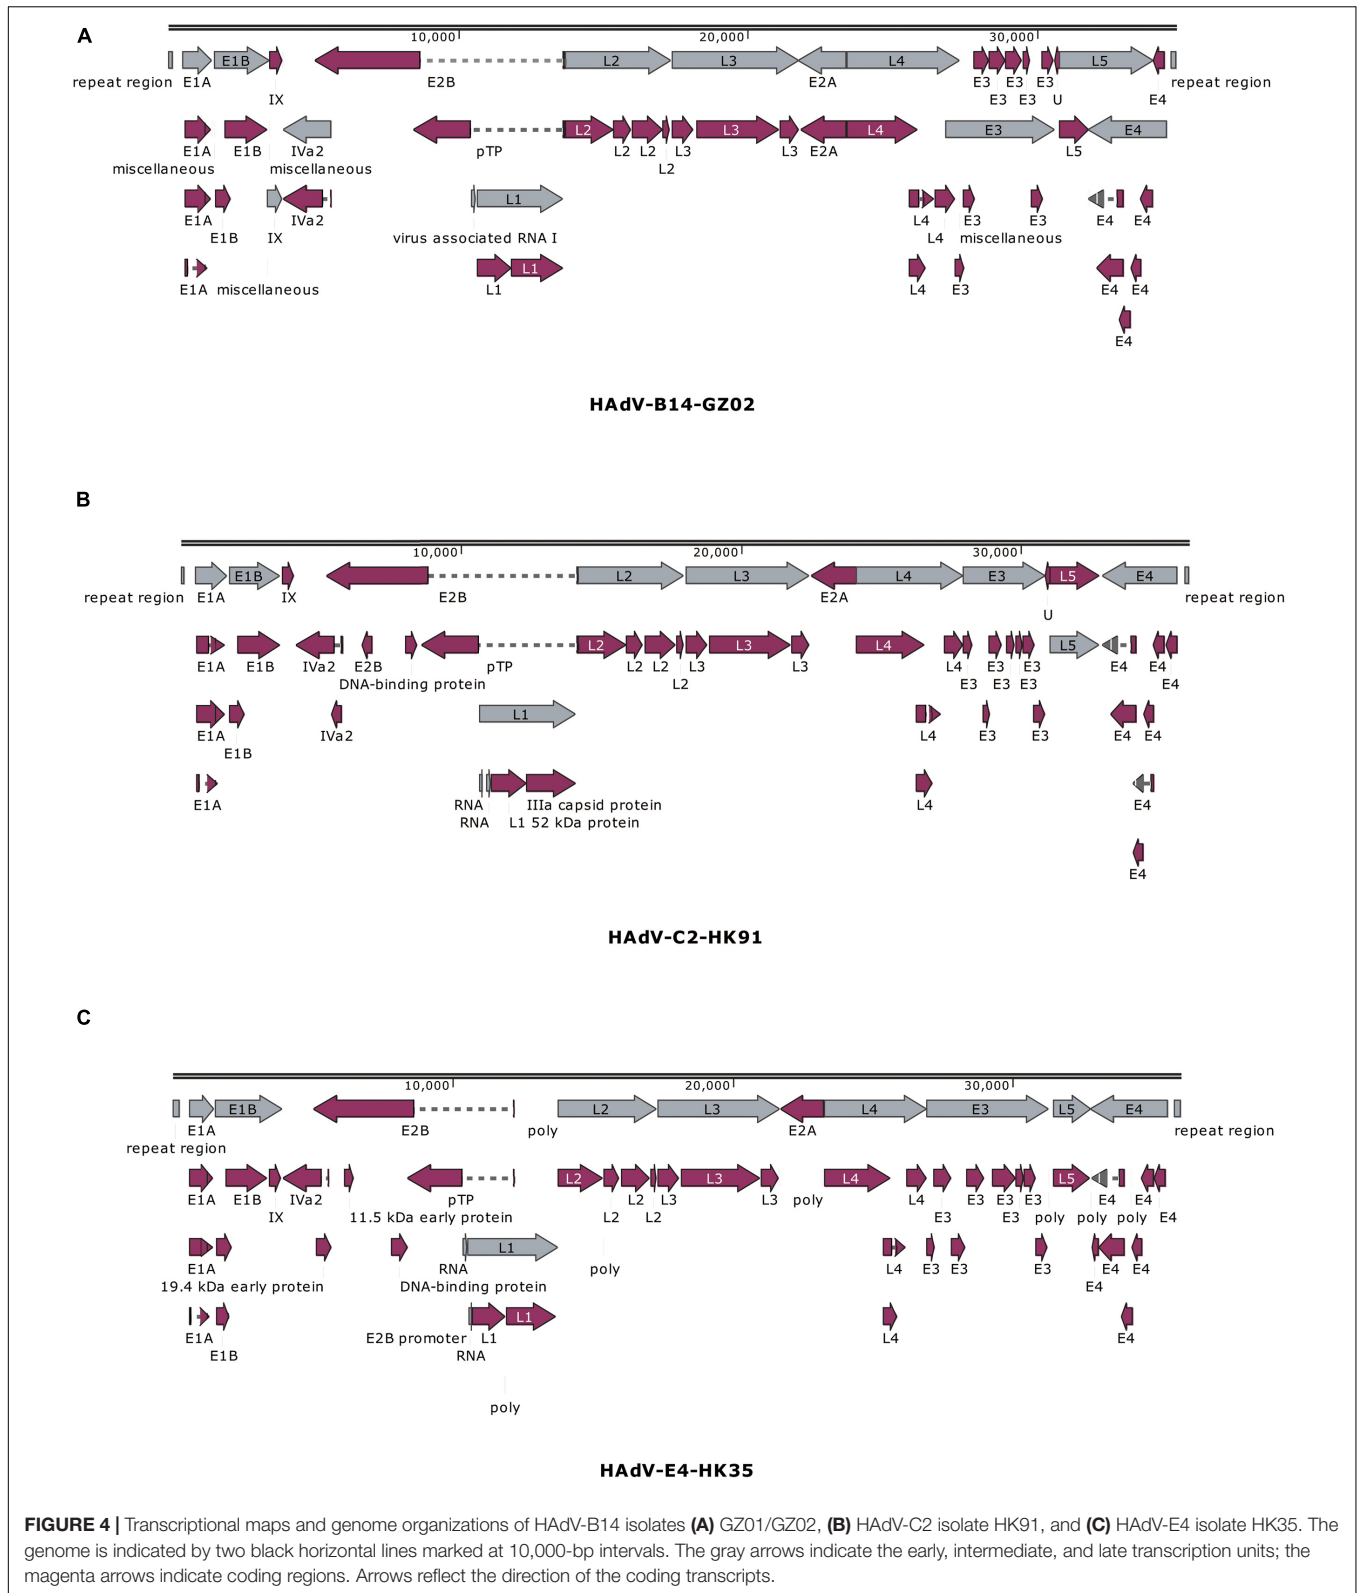 A
10,000
20,000
30,000
E1B
L2
L3
L4
L5
repeat region
E1A
E2B
E2A
E3
E3
E3
repeat region
IX
E3
E3
U
E4
L2
L3
L4
E3
E4
E1A
E1B
IVa2
pTP
L2
L2
L3
L3
E2A
L5
miscellaneous
miscellaneous
L2
L1
E1A
IVa2
L4
E3
E3
E4
E4
E1B
IX
virus associated RNA I
L4
miscellaneous
L1
E1A
miscellaneous
L1
L4
E3
E4
E4
E4
HAdV-B14-GZ02
B
10,000
20,000
30,000
E1B
L2
L3
L4
E3
L5
E4
repeat region
E1A
IX
E2B
E2A
repeat region
U
L2
L3
L4
L5
E1A
E1B
IVa2
E2B
pTP
L2
L2
L3
L3
L4
E3
E3
E4
E4
DNA-binding protein
L2
E3
E3
E3
E4
L1
E1A
IVa2
L4
E3
E3
E4
E4
E1B
E1A
RNA
IIIa capsid protein
L4
E4
RNA
L1 52 kDa protein
E4
HAdV-C2-HK91
C
10,000
20,000
30,000
E1B
L2
L3
L4
E3
L5
E4
E1A
E2B
poly
E2A
repeat region
repeat region
L2
L3
L4
L5
E1A
E1B
IVa2
pTP
L2
L3
L3
poly
L4
E3
E3
E3
E4
E4
IX
11.5 kDa early protein
L2
L2
E3
E3
poly
poly
poly
E4
L1
E1A
RNA
poly
L4
E3
E3
E3
E4
E4
19.4 kDa early protein
DNA-binding protein
E4
L1
E1A
E2B promoter
L1
L4
E4
E1B
RNA
poly
HAdV-E4-HK35
FIGURE 4 | Transcriptional maps and genome organizations of HAdV-B14 isolates (A) GZ01/GZ02, (B) HAdV-C2 isolate HK91, and (C) HAdV-E4 isolate HK35. The
genome is indicated by two black horizontal lines marked at 10,000-bp intervals. The gray arrows indicate the early, intermediate, and late transcription units; the
magenta arrows indicate coding regions. Arrows reflect the direction of the coding transcripts.